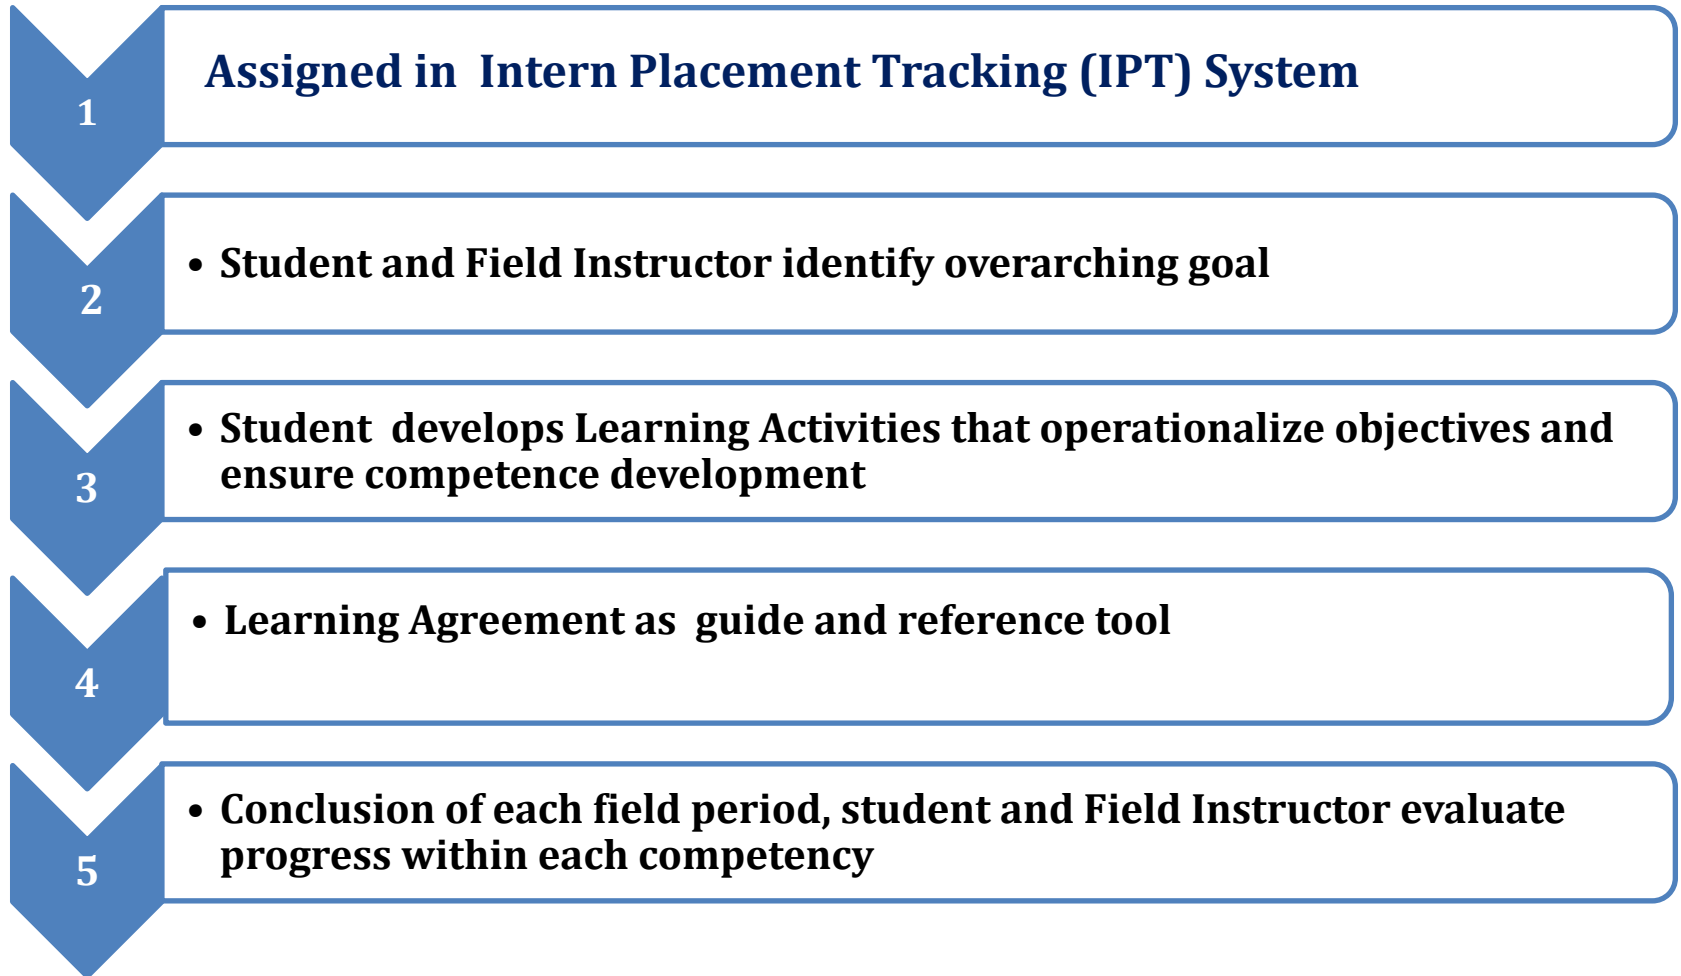 1
Assigned in  Intern Placement Tracking (IPT) System
2
• Student and Field Instructor identify overarching goal
3
• Student  develops Learning Activities that operationalize objectives and
ensure competence development
4
• Learning Agreement as  guide and reference tool
5
• Conclusion of each field period, student and Field Instructor evaluate
progress within each competency